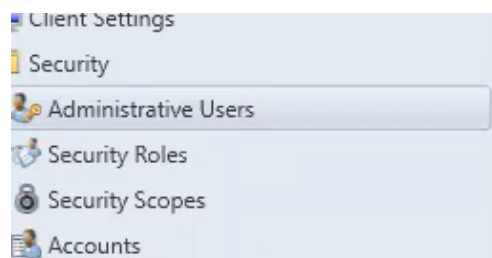 Client Settings
Security
Administrative Users
Security Roles
Security Scopes
Accounts